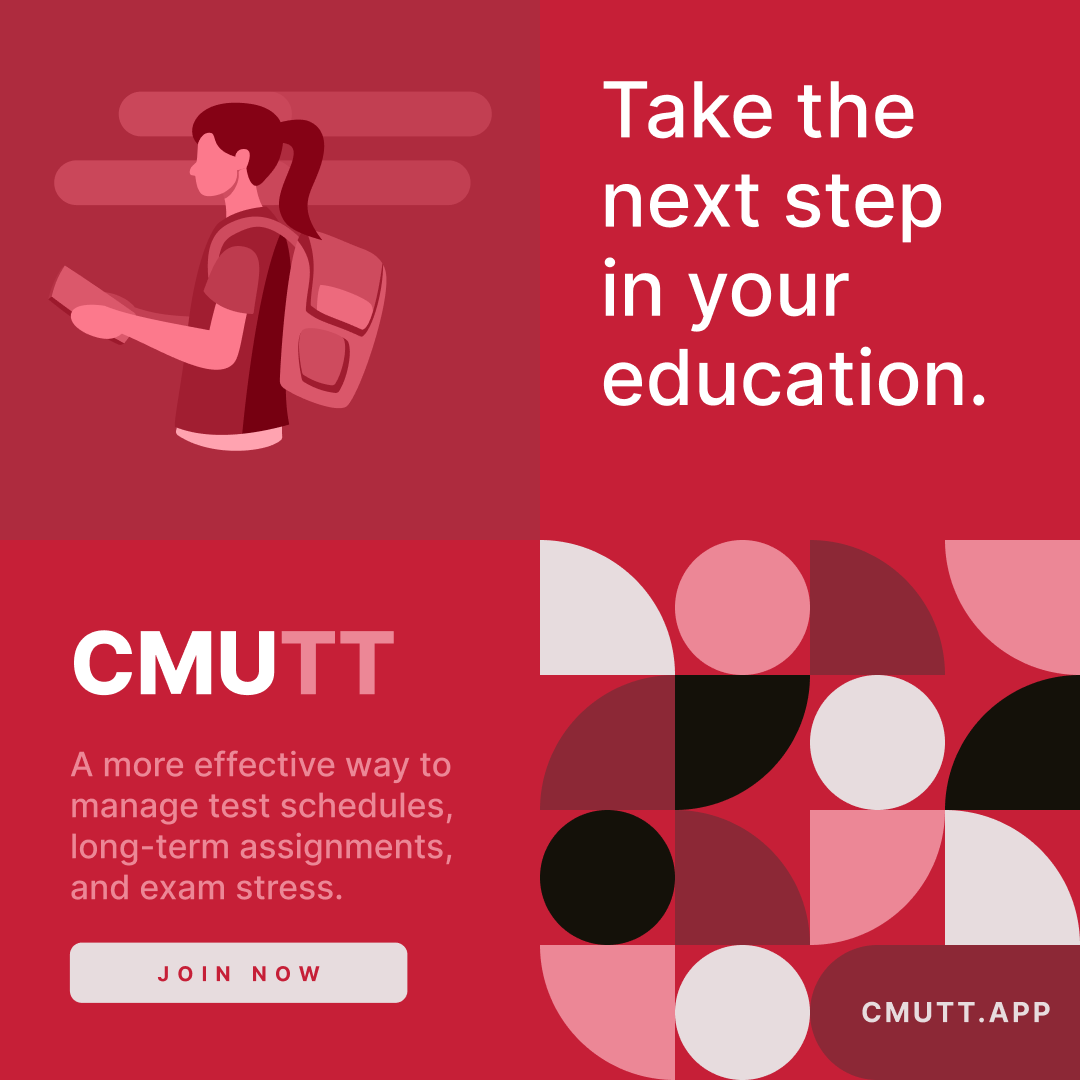 Take the
next step
in your
education.
CMUTT
A more effective way to
manage test schedules,
long-term assignments,
and exam stress.
JOIN NOW
CMUTT.APP